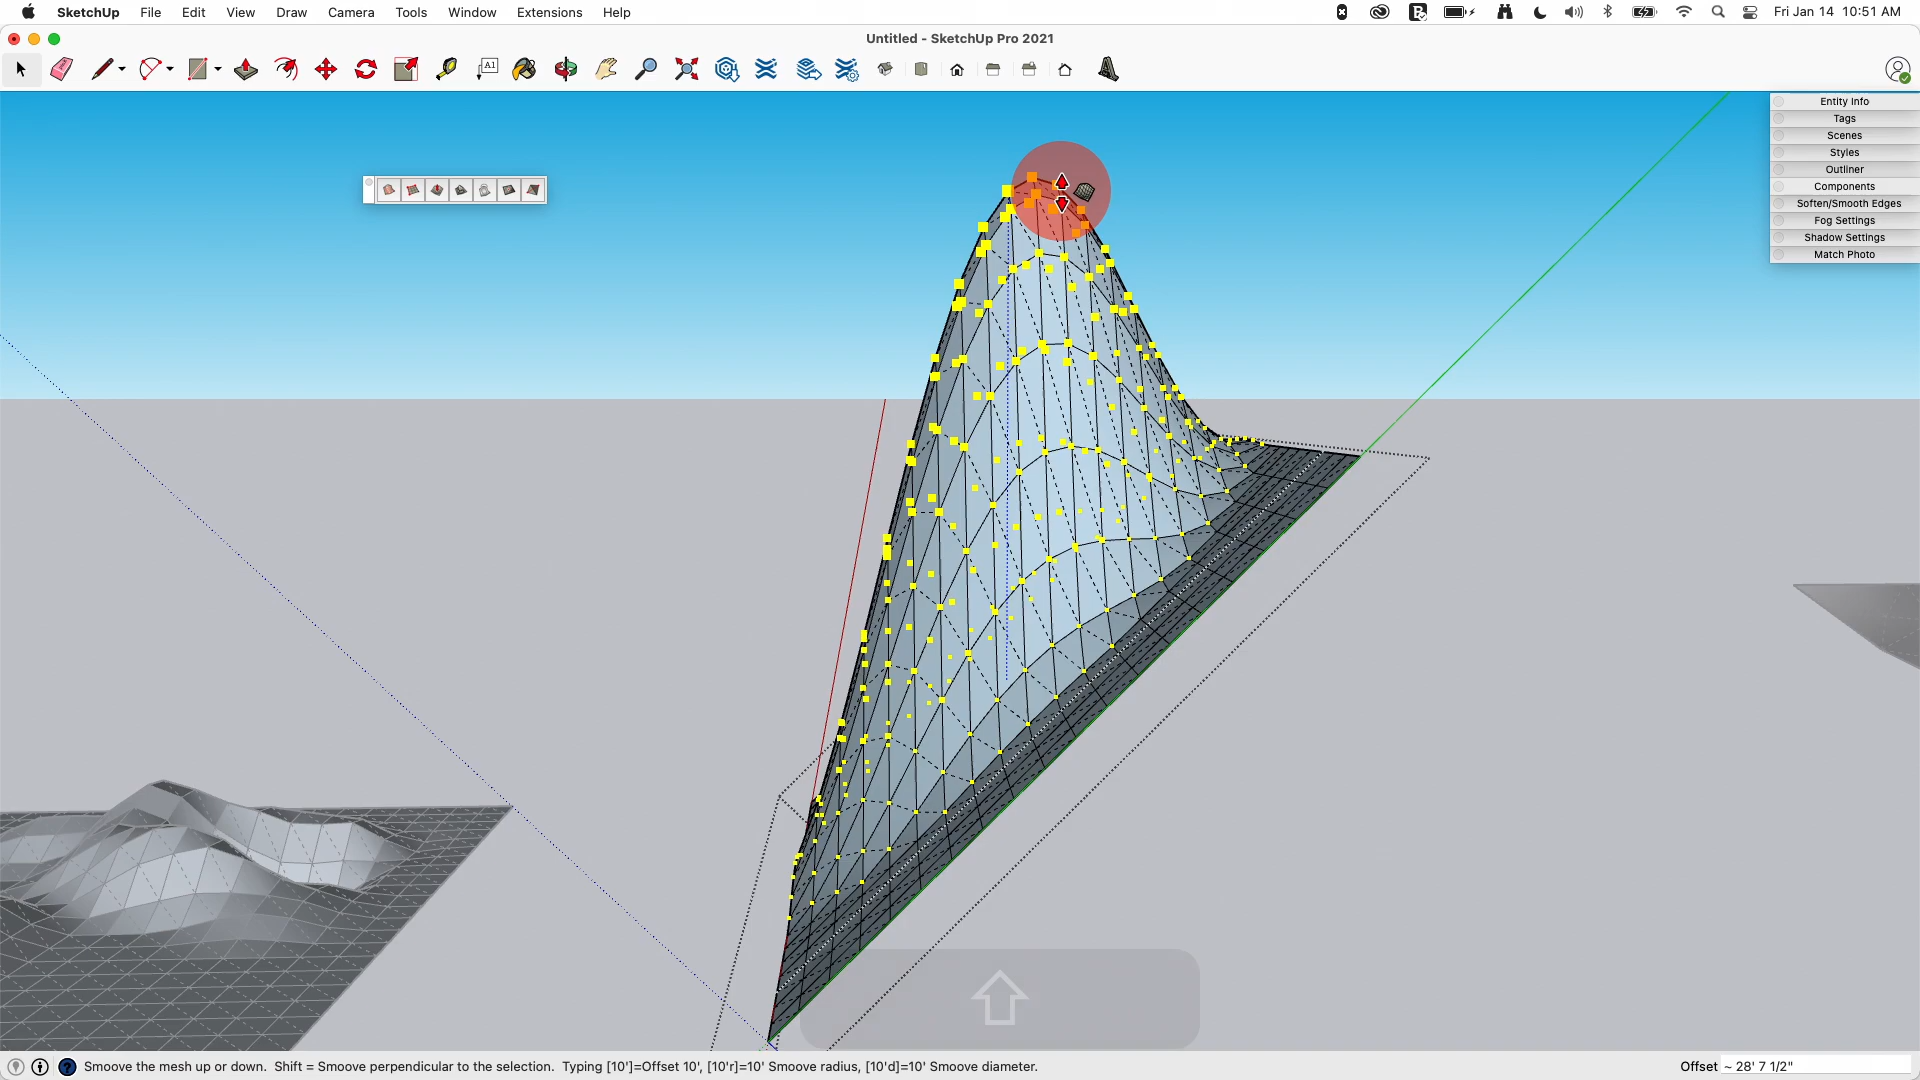 SketchUp File Edit View Draw Camera Tools Window Extensions Help Fri Jan 14 10:51 AM
Untitled - SketchUp Pro 2021
A1
Entity Info
Tags
Scenes
Styles
Outliner
Components
Soften/Smooth Edges
Fog Settings
Shadow Settings
Match Photo
Smoove the mesh up or down. Shift = Smoove perpendicular to the selection. Typing [10']=Offset 10', [10'r]=10' Smoove radius, [10'd]=10' Smoove diameter. Offset ~ 28' 7 1/2"